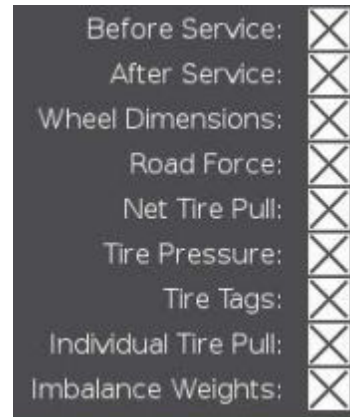 Before Service:
After Service:
Wheel Dimensions:
Road Force:
Net Tire Pull:
Tire Pressure:
Tire Tags:
Individual Tire Pull:
Imbalance Weights: